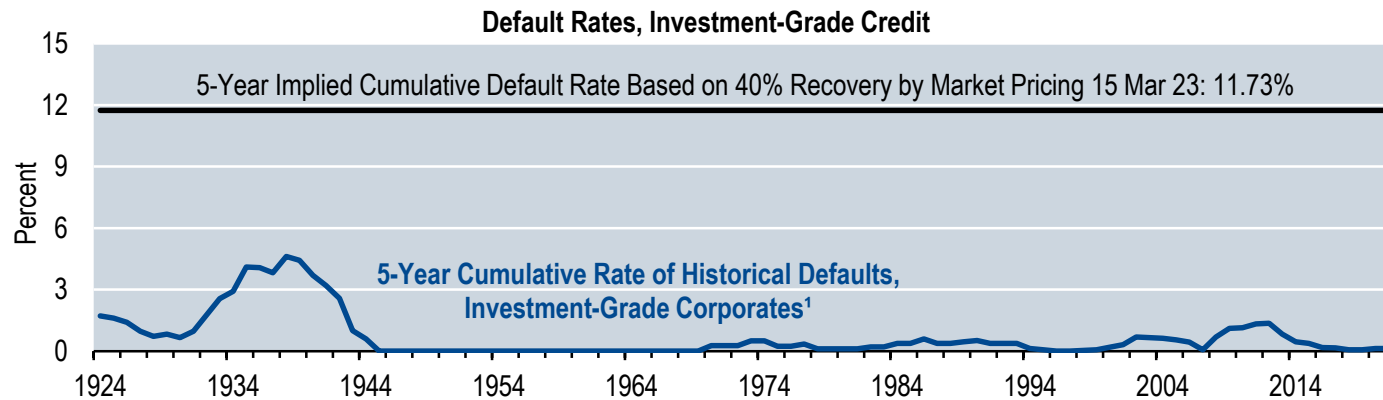 Default Rates, Investment-Grade Credit
15
5-Year Implied Cumulative Default Rate Based on 40% Recovery by Market Pricing 15 Mar 23: 11.73%
12
9
Percent
6
5-Year Cumulative Rate of Historical Defaults,
3
Investment-Grade Corporates¹
0
1924 1934 1944 1954 1964 1974 1984 1994 2004 2014